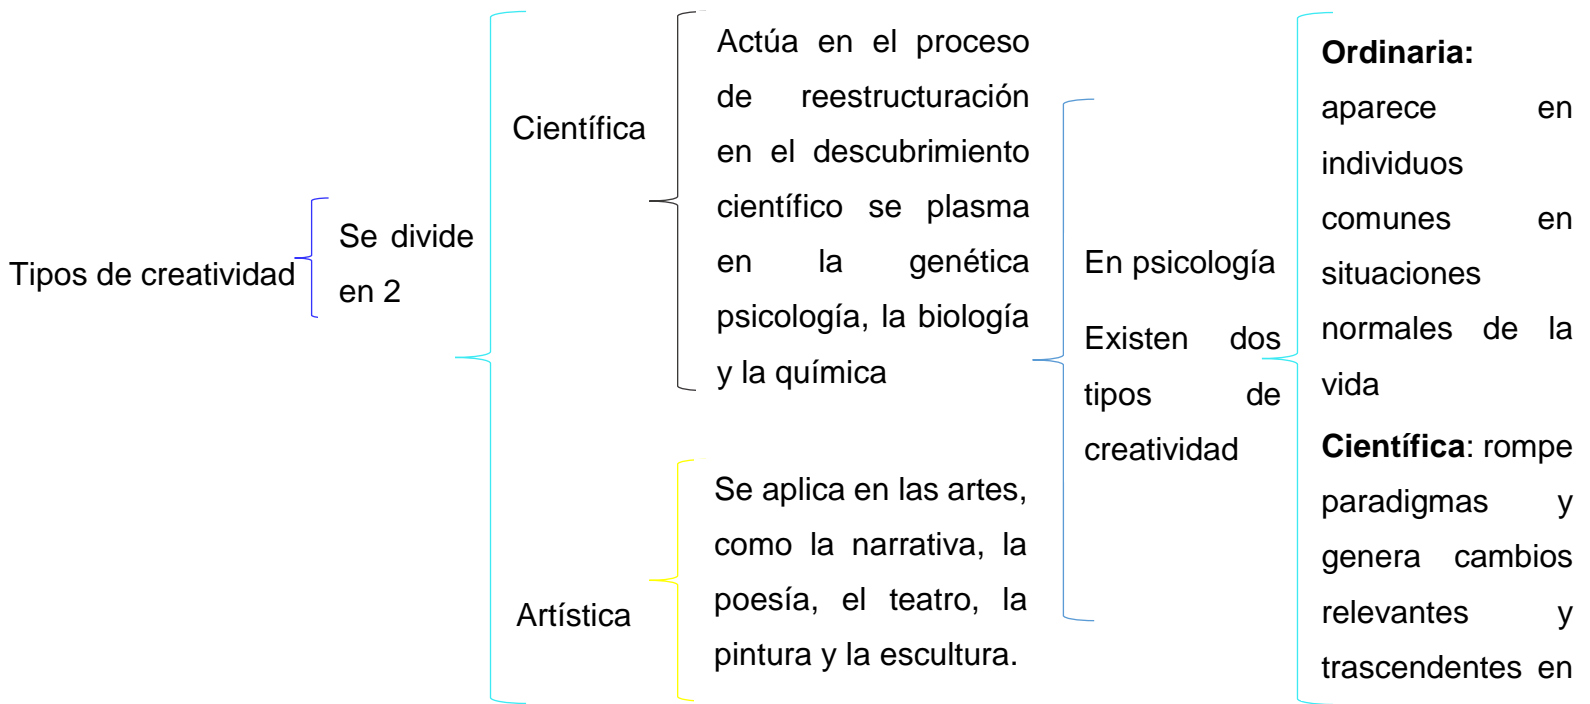 Tipos de creatividad
Se divide
en 2
Científica
Actúa en el proceso
de reestructuración
en el descubrimiento
científico se plasma
en la genética
psicología, la biología
y la química
Artística
Se aplica en las artes,
como la narrativa, la
poesía, el teatro, la
pintura y la escultura.
En psicología
Existen dos
tipos de
creatividad
Ordinaria:
aparece en
individuos
comunes en
situaciones
normales de la
vida
Científica: rompe
paradigmas y
genera cambios
relevantes y
trascendentes en